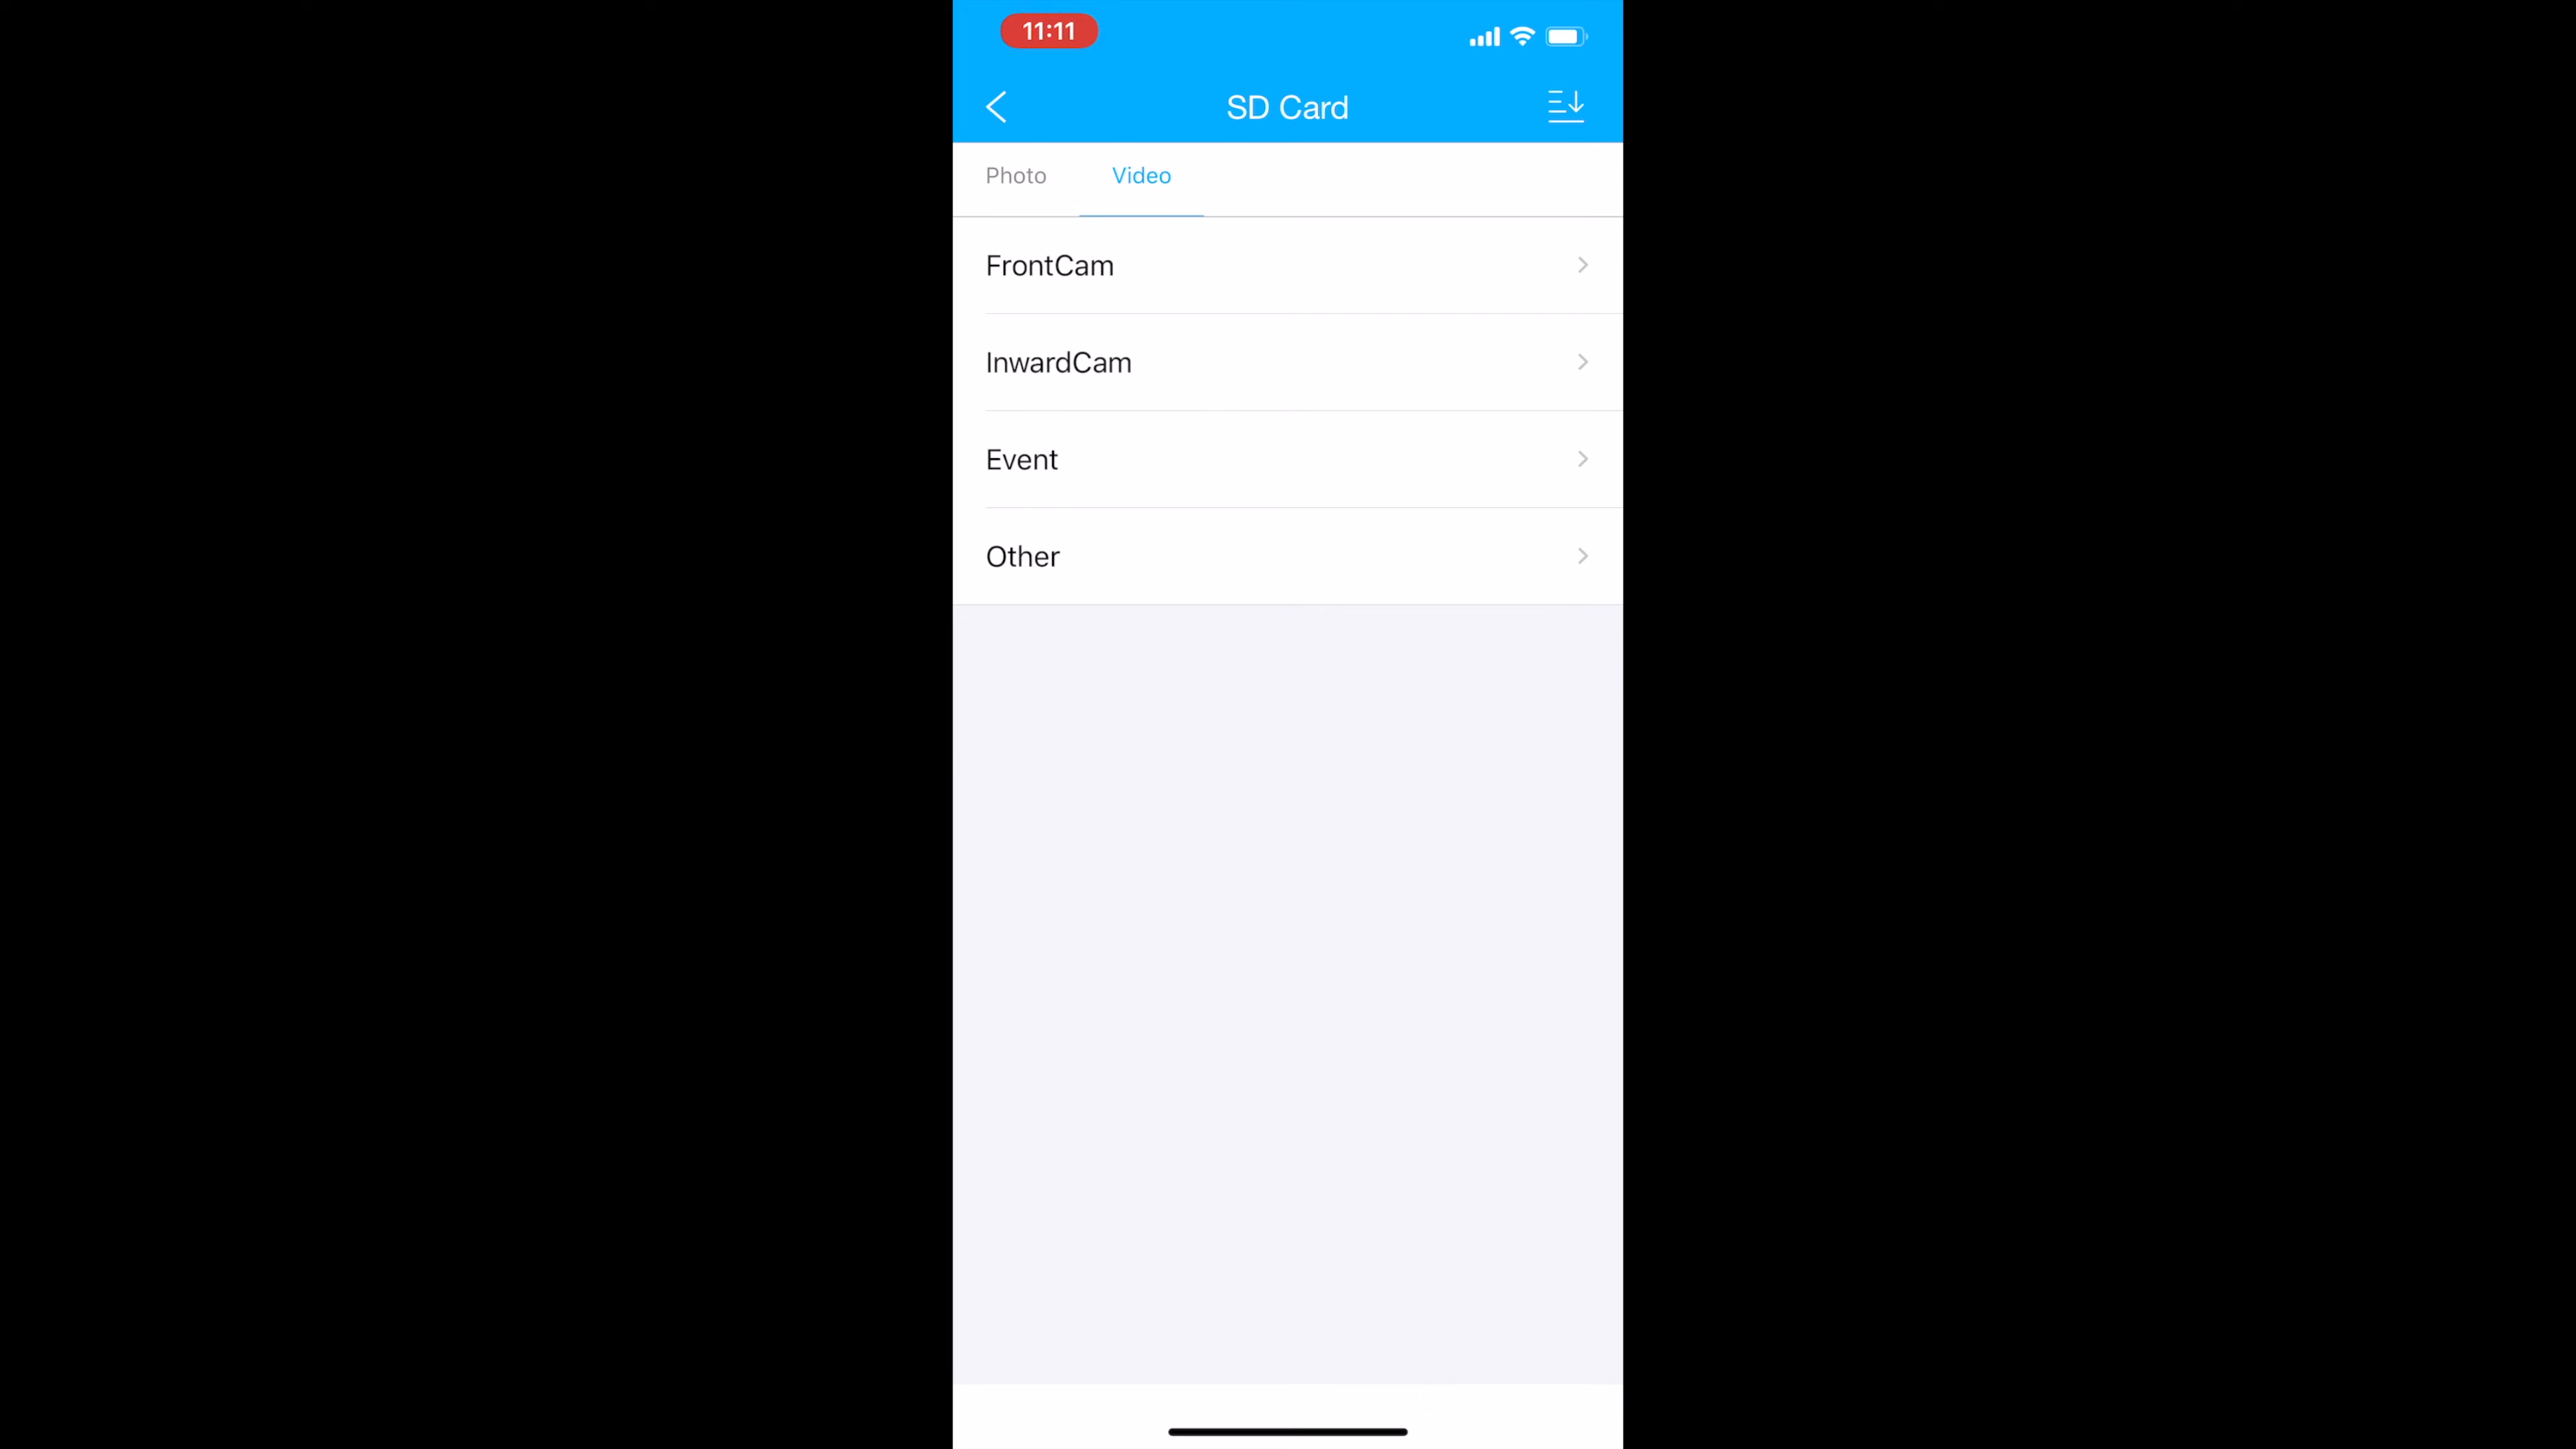 11:11
SD Card
Photo Video
FrontCam
InwardCam
Event
Other